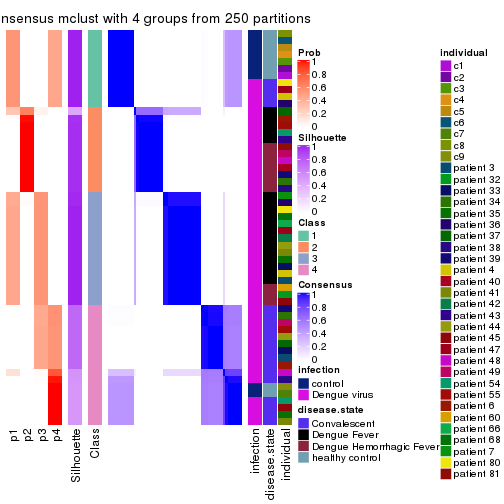 nsensus mclust with 4 groups from 250 partitions
p1
p2
p3
p4
Silhouette
Class
infection
disease.state
individual
Prob
1
0.8
0.6
0.4
0.2
0
Silhouette
1
0.8
0.6
0.4
0.2
0
Class
1
2
3
4
Consensus
1
0.8
0.6
0.4
0.2
0
infection
control
Dengue virus
disease.state
Convalescent
Dengue Fever
Dengue Hemorrhagic Fever
healthy control
individual
c1
c2
c3
c4
c5
c6
c7
c8
c9
patient 3
patient 32
patient 33
patient 34
patient 35
patient 36
patient 37
patient 38
patient 39
patient 4
patient 40
patient 41
patient 42
patient 43
patient 44
patient 45
patient 47
patient 48
patient 49
patient 54
patient 55
patient 6
patient 60
patient 66
patient 68
patient 7
patient 80
patient 81